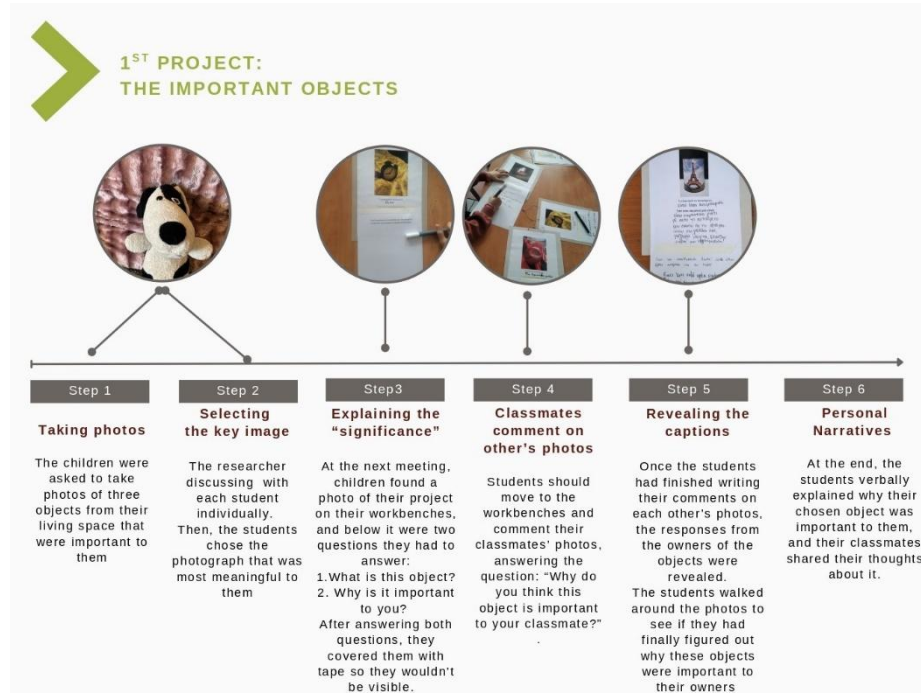 1ST PROJECT:
THE IMPORTANT OBJECTS
Step 1
Taking photos
The children were
asked to take
photos of three
objects from their
living space that
were important to
them
Step 2
Selecting
the key image
The researcher
discussing with
each student
individually.
Then, the students
chose the
photograph that was
most meaningful to
them
Step3
Explaining the
“significance”
At the next meeting,
children found a
photo of their project
on their workbenches,
and below it were two
questions they had to
answer:
1.What is this object?
2. Why is it important
to you?
After answering both
questions, they
covered them with
tape so they wouldn't
be visible.
Step 4
Classmates
comment on
other’s photos
Students should
move to the
workbenches and
comment their
classmates’ photos,
answering the
question: “Why do
you think this
object is important
to your classmate?”
.
Step 5
Revealing the
captions
Once the students
had finished writing
their comments on
each other’s photos,
the responses from
the owners of the
objects were
revealed.
The students walked
around the photos to
see if they had
finally figured out
why these objects
were important to
their owners
Step 6
Personal
Narratives
At the end, the
students verbally
explained why their
chosen object was
important to them,
and their classmates
shared their thoughts
about it.